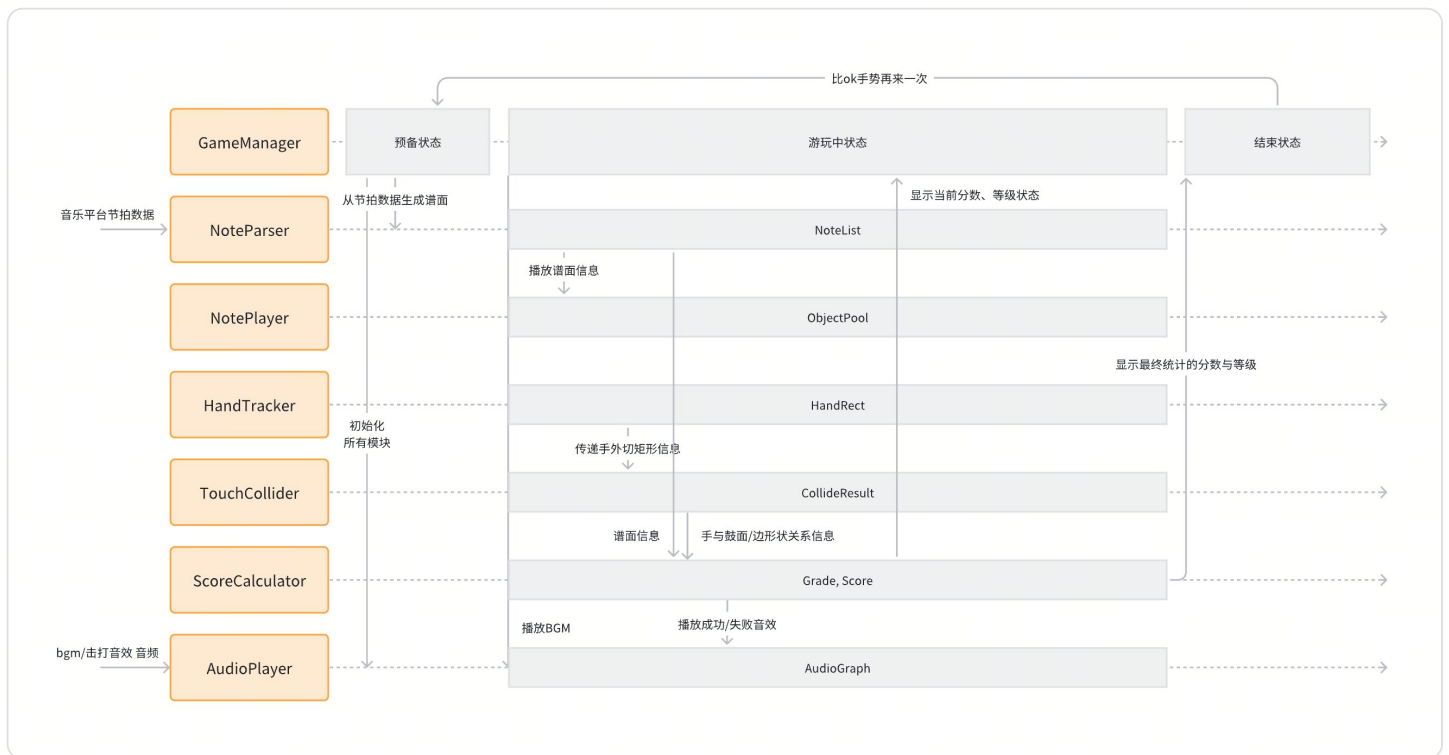 比ok手势再来一次
GameManager
预备状态
游玩中状态
结束状态
从节拍数据生成谱面
显示当前分数、等级状态
音乐平台节拍数据
NoteParser
NoteList
播放谱面信息
NotePlayer
ObjectPool
显示最终统计的分数与等级
HandTracker
HandRect
初始化
所有模块
传递手外切矩形信息
TouchCollider
CollideResult
谱面信息
手与鼓面/边形状关系信息
ScoreCalculator
Grade, Score
播放BGM
播放成功/失败音效
bgm/击打音效 音频
AudioPlayer
AudioGraph